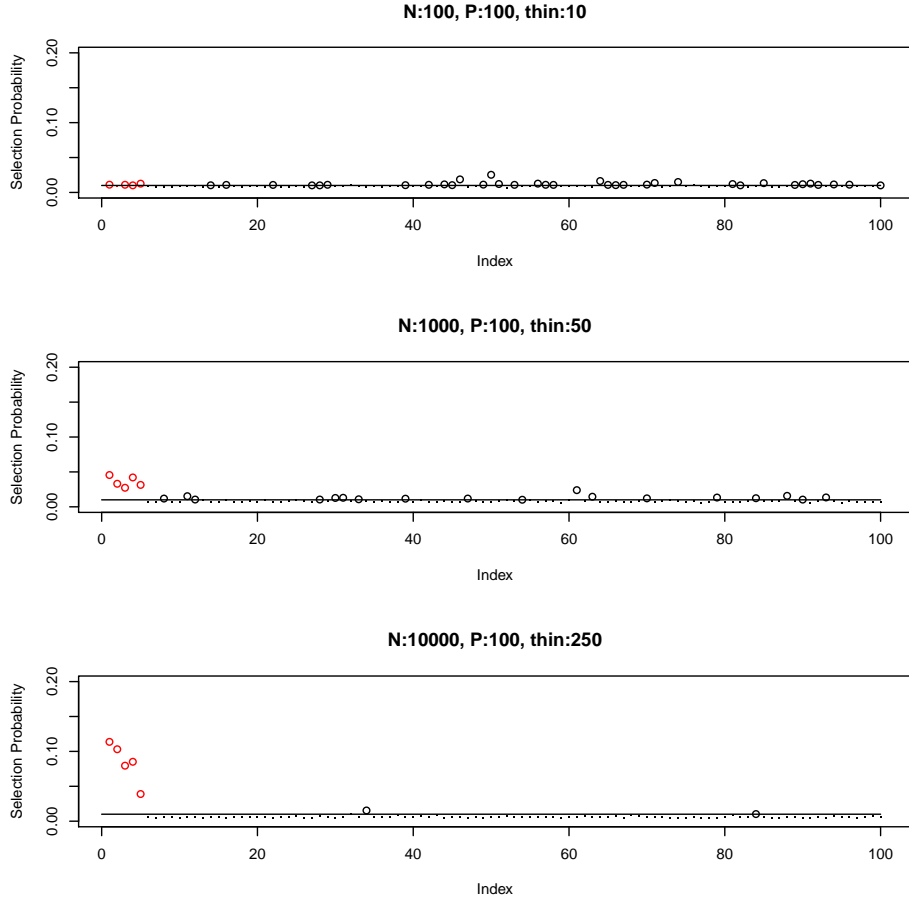 N:100, P:100, thin:10
Selection Probability
0.20
0.10
0.00
0 20 40 60 80 100
Index
N:1000, P:100, thin:50
Selection Probability
0.20
0.10
0.00
0 20 40 60 80 100
Index
N:10000, P:100, thin:250
Selection Probability
0.20
0.10
0.00
0 20 40 60 80 100
Index